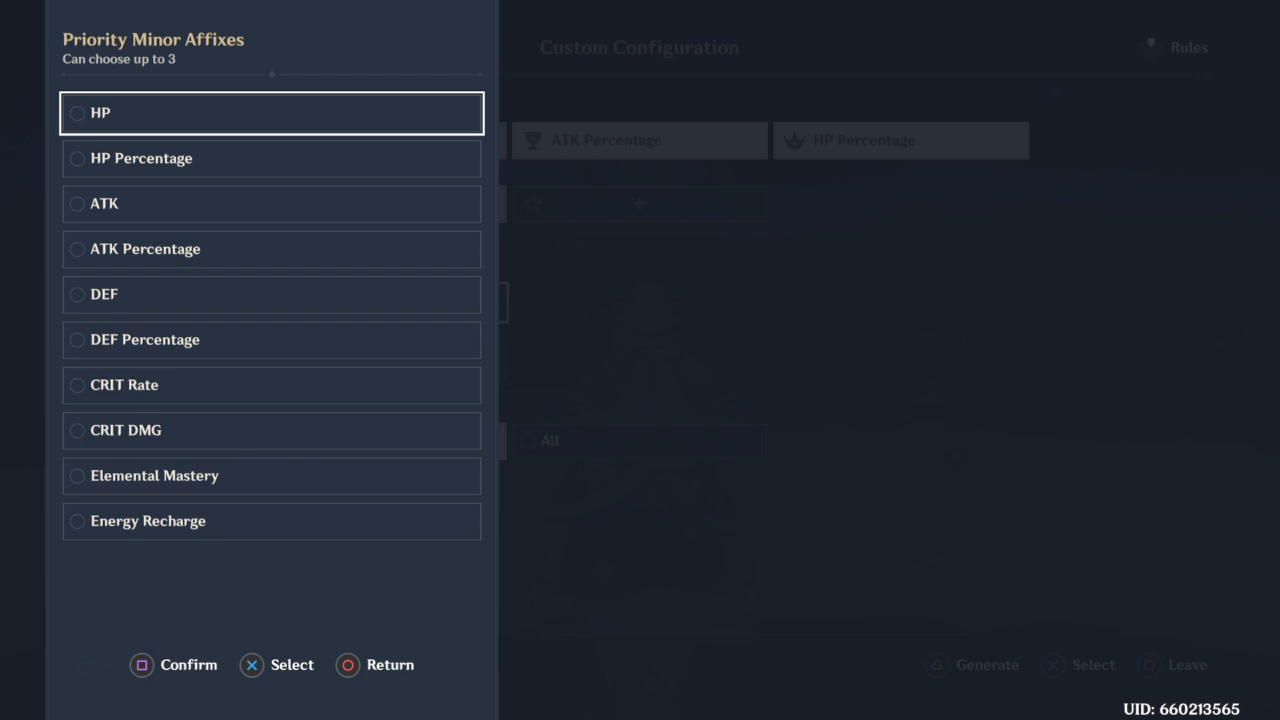 Priority Minor Affixes
Can choose up to 3
HP
HP Percentage
ATK
ATK Percentage
DEF
DEF Percentage
CRIT Rate
CRIT DMG
Elemental Mastery
Energy Recharge
Confirm Select Return
Custom Configuration
Rules
ATK Percentage HP Percentage
All
Generate Select Leave
UID: 660213565